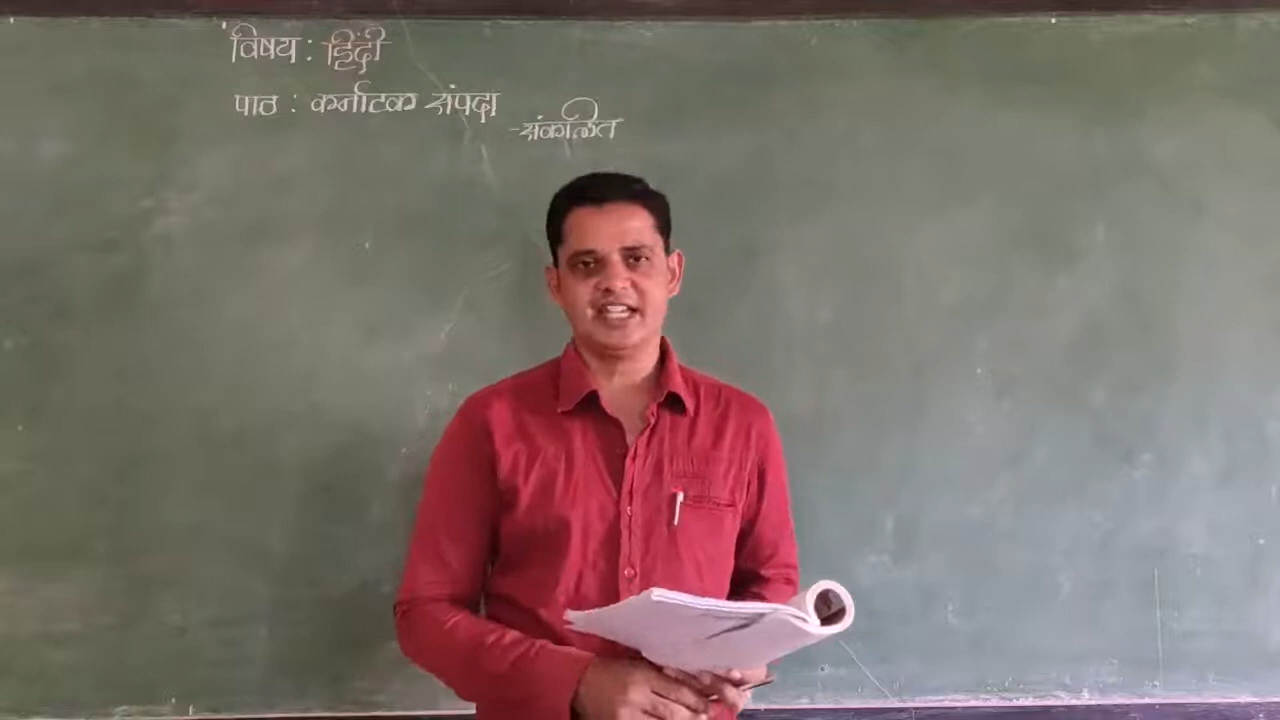 विषय : हिंदी
पाठ : कर्नाटक संपदा
-संकलित